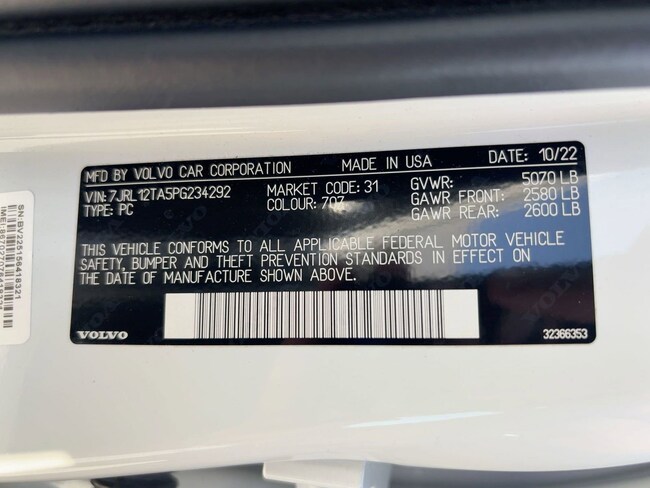 MFD BY VOLVO CAR CORPORATION MADE IN USA DATE: 10/22
VIN:7JRL12TA5PG234292 MARKET CODE: 31 GVWR: 5070 LB
TYPE: PC COLOUR: 707 GAWR FRONT: 2580 LB
GAWR REAR: 2600 LB
THIS VEHICLE CONFORMS TO ALL APPLICABLE FEDERAL MOTOR VEHICLE
SAFETY, BUMPER AND THEFT PREVENTION STANDARDS IN EFFECT ON
THE DATE OF MANUFACTURE SHOWN ABOVE.
VOLVO 32366353
SN:BV225156418321